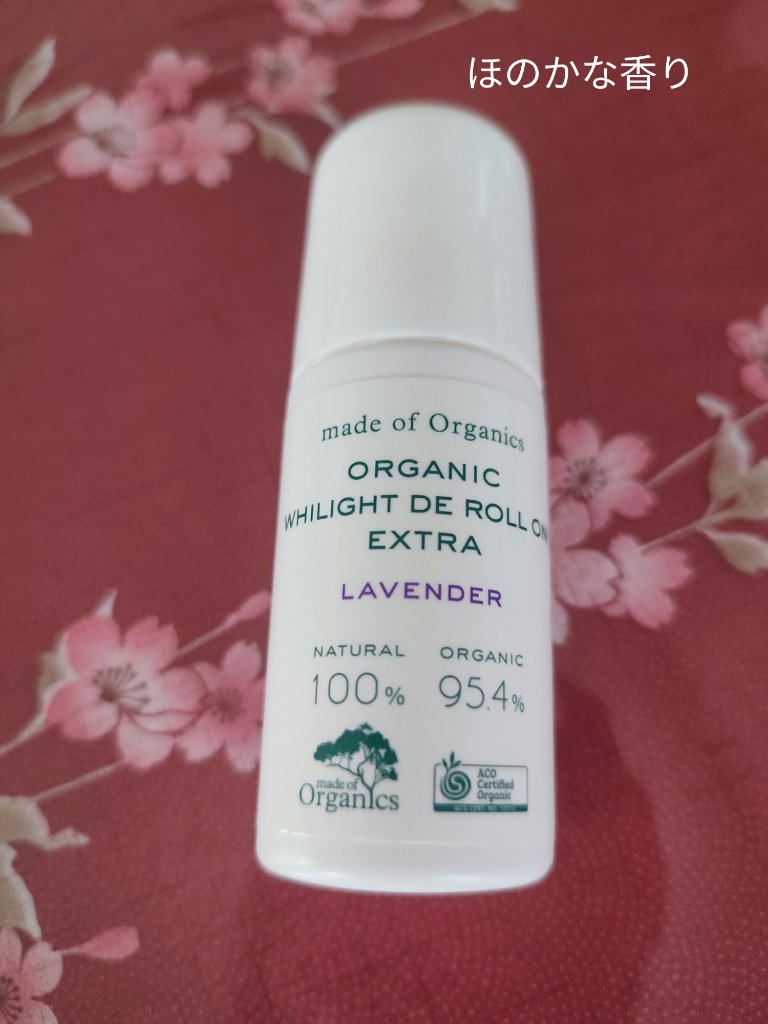 ほのかな香り
made of Organics
ORGANIC
WHILIGHT DE ROLL ON
EXTRA
LAVENDER
NATURAL
100%
ORGANIC
95.4%
made of
Organics
ACO
Certified
Organic